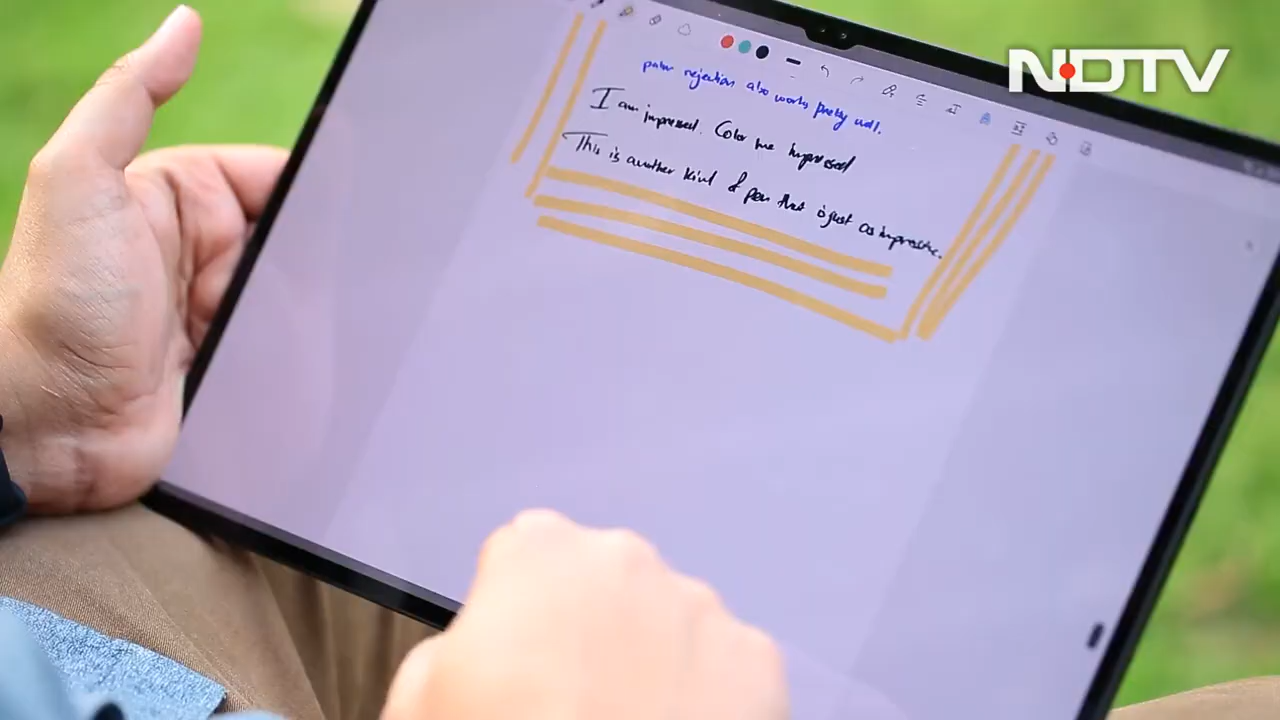 NDTV
palm rejection also works pretty well.
I am impressed. Color me impressed
This is another kind of pen that is just as impressive.